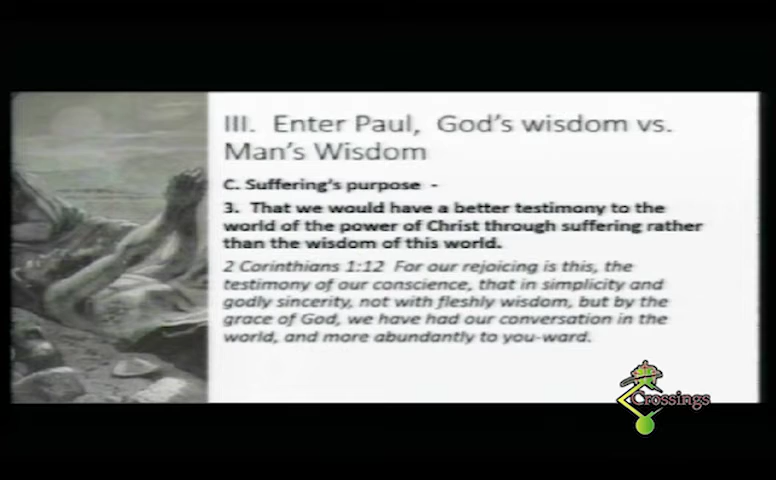 III. Enter Paul, God's wisdom vs.
Man's Wisdom
C. Suffering's purpose -
3. That we would have a better testimony to the
world of the power of Christ through suffering rather
than the wisdom of this world.
2 Corinthians 1:12 For our rejoicing is this, the
testimony of our conscience, that in simplicity and
godly sincerity, not with fleshly wisdom, but by the
grace of God, we have had our conversation in the
world, and more abundantly to you-ward.
Crossings